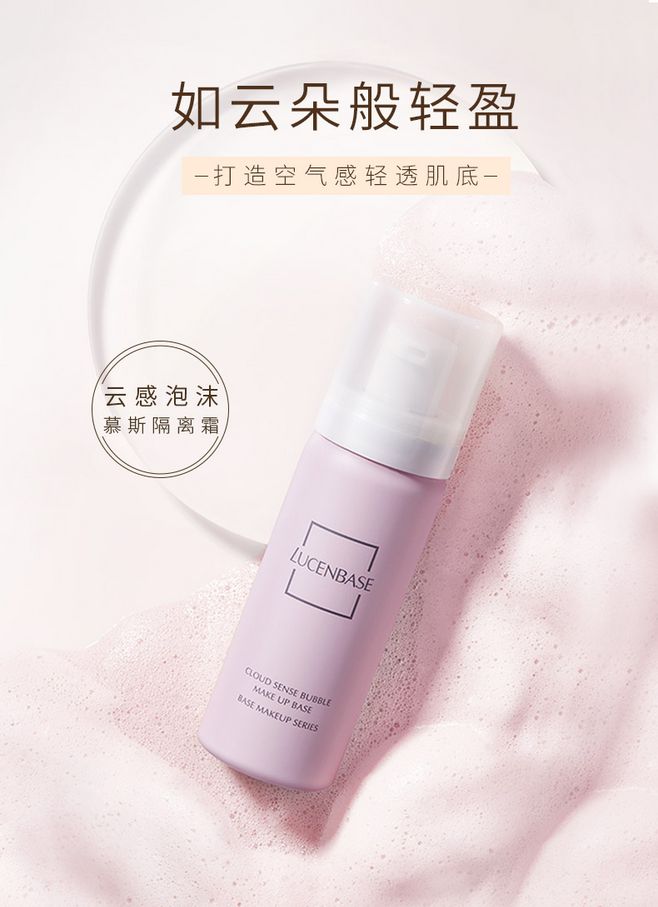 如云朵般轻盈
–打造空气感轻透肌底–
云感泡沫
慕斯隔离霜
LUCENBASE
CLOUD SENSE BUBBLE
MAKE UP BASE
BASE MAKEUP SERIES